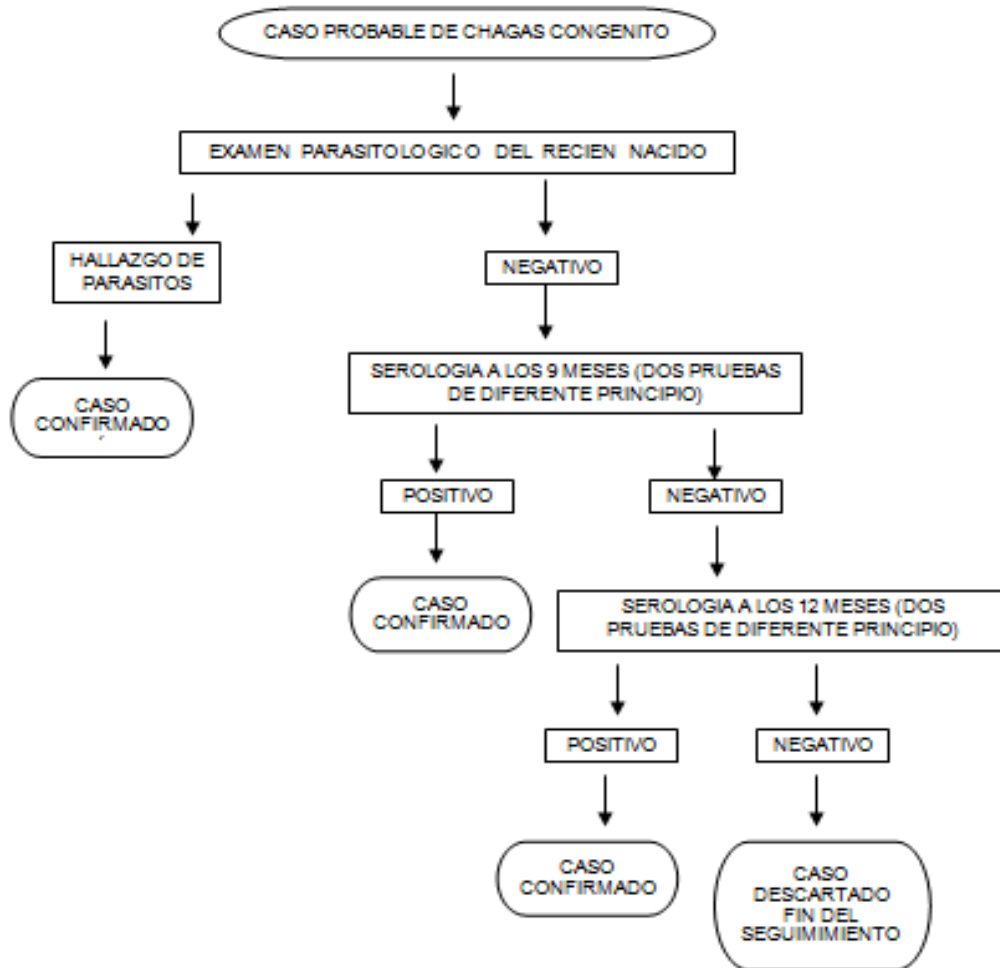 CASO PROBABLE DE CHAGAS CONGENITO
EXAMEN PARASITOLOGICO DEL RECIEN NACIDO
HALLAZGO DE
PARASITOS
NEGATIVO
CASO
CONFIRMADO
SEROLOGIA A LOS 9 MESES (DOS PRUEBAS
DE DIFERENTE PRINCIPIO)
POSITIVO
NEGATIVO
CASO
CONFIRMADO
SEROLOGIA A LOS 12 MESES (DOS
PRUEBAS DE DIFERENTE PRINCIPIO)
POSITIVO
NEGATIVO
CASO
CONFIRMADO
CASO
DESCARTADO
FIN DEL
SEGUIMIMIENTO